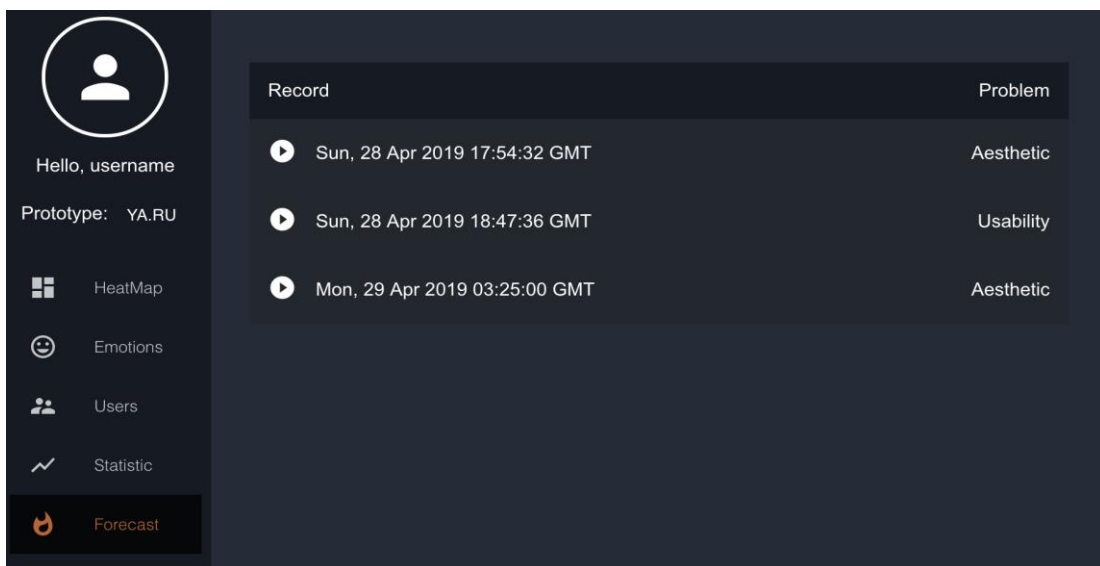 Hello, username
Prototype: YA.RU
HeatMap
Emotions
Users
Statistic
Forecast
Record Problem
Sun, 28 Apr 2019 17:54:32 GMT Aesthetic
Sun, 28 Apr 2019 18:47:36 GMT Usability
Mon, 29 Apr 2019 03:25:00 GMT Aesthetic